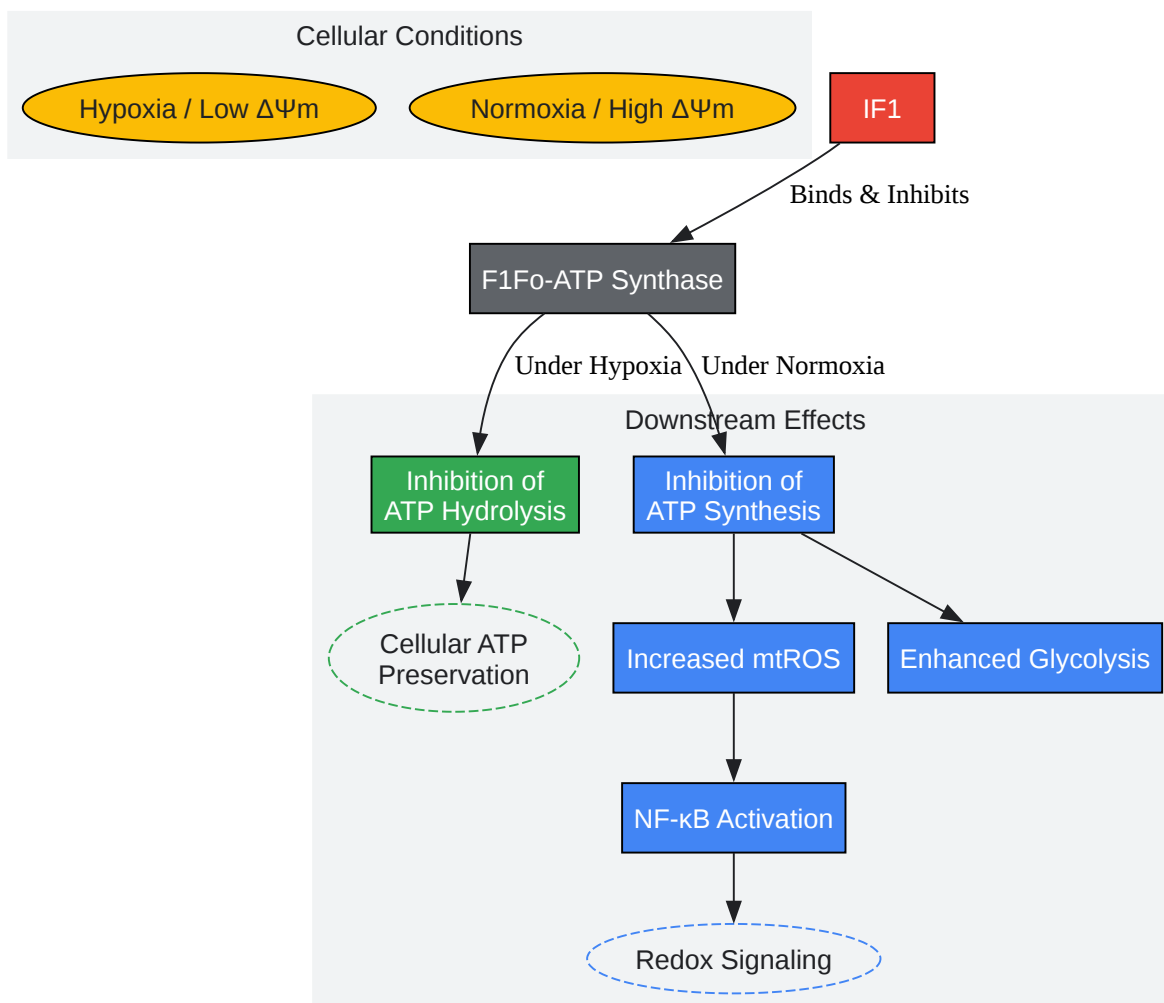 Cellular Conditions
Hypoxia / Low ΔΨm
Normoxia / High ΔΨm
IF1
Binds & Inhibits
F1Fo-ATP Synthase
Under Hypoxia
Under Normoxia
Downstream Effects
Inhibition of
ATP Hydrolysis
Inhibition of
ATP Synthesis
Cellular ATP
Preservation
Increased mtROS
Enhanced Glycolysis
NF-κB Activation
Redox Signaling